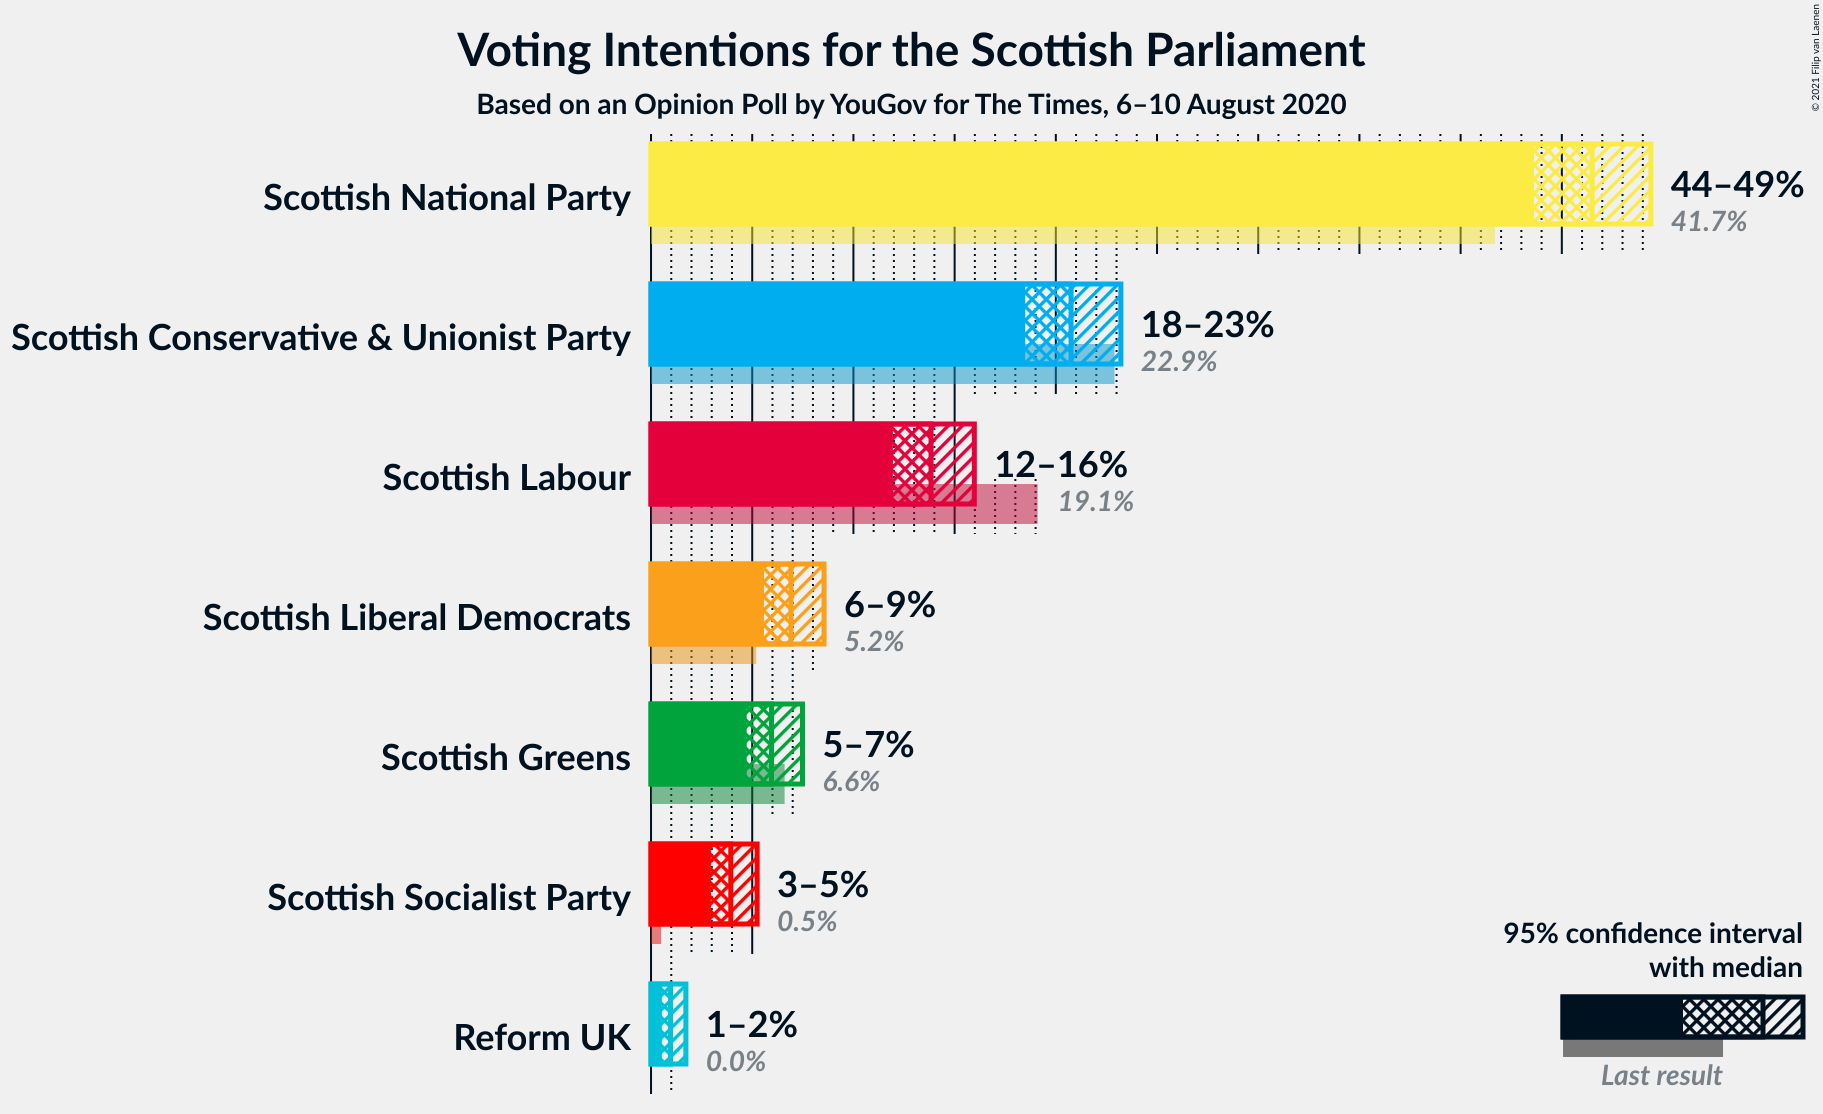 Voting Intentions for the Scottish Parliament
Based on an Opinion Poll by YouGov for The Times, 6–10 August 2020
© 2021 Filip van Laenen
Scottish National Party
44–49%
41.7%
Scottish Conservative & Unionist Party
18–23%
22.9%
Scottish Labour
12–16%
19.1%
Scottish Liberal Democrats
6–9%
5.2%
Scottish Greens
5–7%
6.6%
Scottish Socialist Party
3–5%
0.5%
Reform UK
1–2%
0.0%
95% confidence interval
with median
Last result